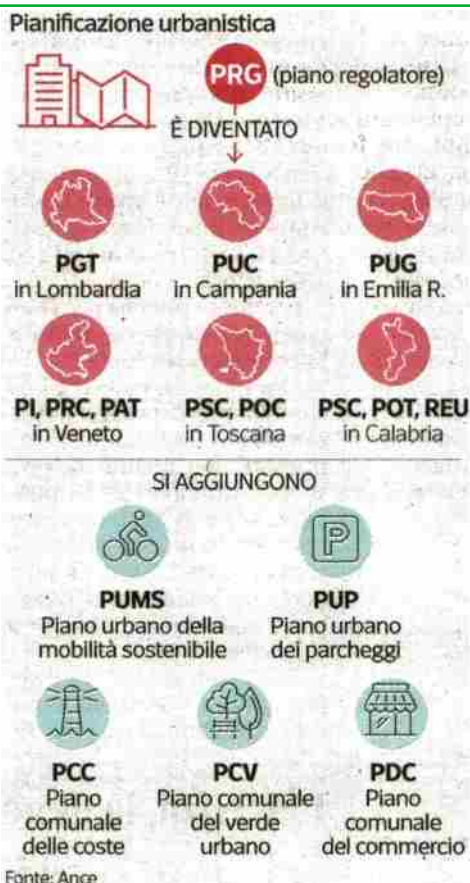 Pianificazione urbanistica
PRG (piano regolatore)
È DIVENTATO
PGT
in Lombardia
PUC
in Campania
PUG
in Emilia R.
PI, PRC, PAT
in Veneto
PSC, POC
in Toscana
PSC, POT, REU
in Calabria
SI AGGIUNGONO
P
PUMS
Piano urbano della
mobilità sostenibile
PUP
Piano urbano
dei parcheggi
PCC
Piano
comunale
delle coste
PCV
Piano comunale
del verde
urbano
PDC
Piano
comunale
del commercio
Fonte: Ance